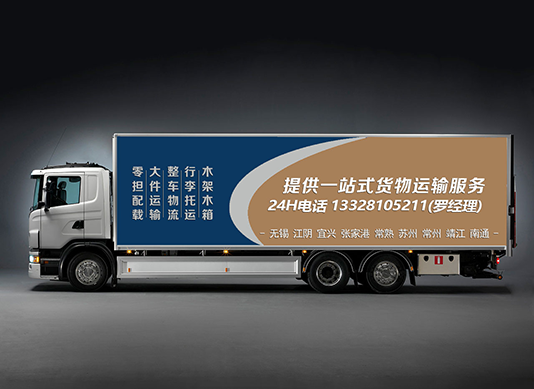 零担配载
大件运输
整车物流
行李托运
木架木箱
提供一站式货物运输服务
24H电话 13328105211(罗经理)
- 无锡 江阴 宜兴 张家港 常熟 苏州 常州 靖江 南通 -